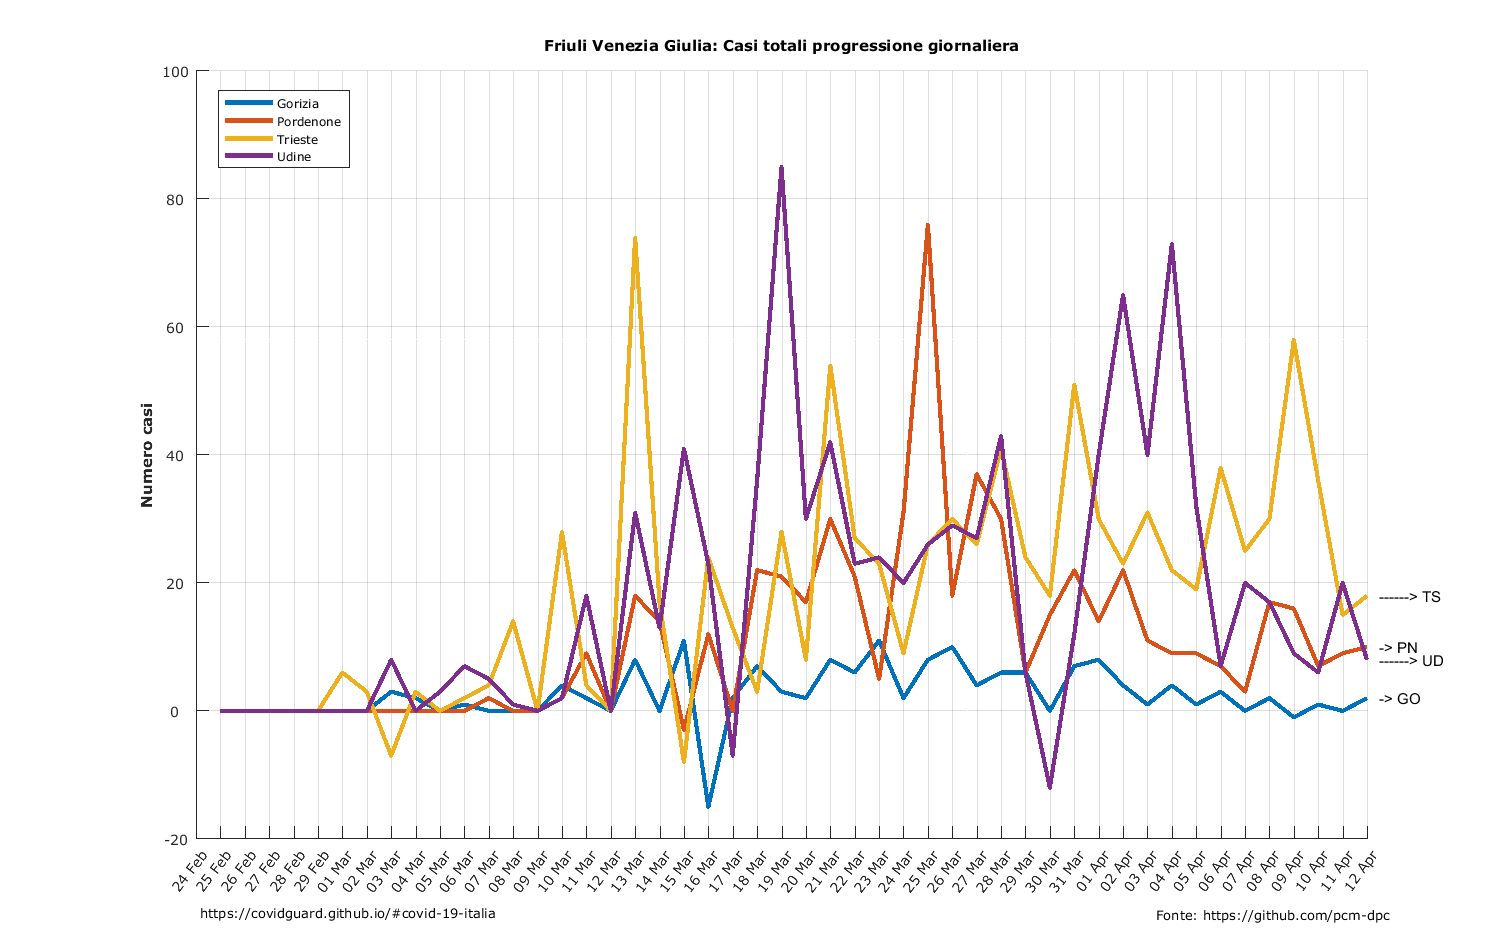 Friuli Venezia Giulia: Casi totali progressione giornaliera
100
80
60
40
20
0
-20
Numero casi
Gorizia
Pordenone
Trieste
Udine
------> TS
-> PN
------> UD
-> GO
24 Feb
25 Feb
26 Feb
27 Feb
28 Feb
29 Feb
01 Mar
02 Mar
03 Mar
04 Mar
05 Mar
06 Mar
07 Mar
08 Mar
09 Mar
10 Mar
11 Mar
12 Mar
13 Mar
14 Mar
15 Mar
16 Mar
17 Mar
18 Mar
19 Mar
20 Mar
21 Mar
22 Mar
23 Mar
24 Mar
25 Mar
26 Mar
27 Mar
28 Mar
29 Mar
30 Mar
31 Mar
01 Apr
02 Apr
03 Apr
04 Apr
05 Apr
06 Apr
07 Apr
08 Apr
09 Apr
10 Apr
11 Apr
12 Apr
https://covidguard.github.io/#covid-19-italia
Fonte: https://github.com/pcm-dpc